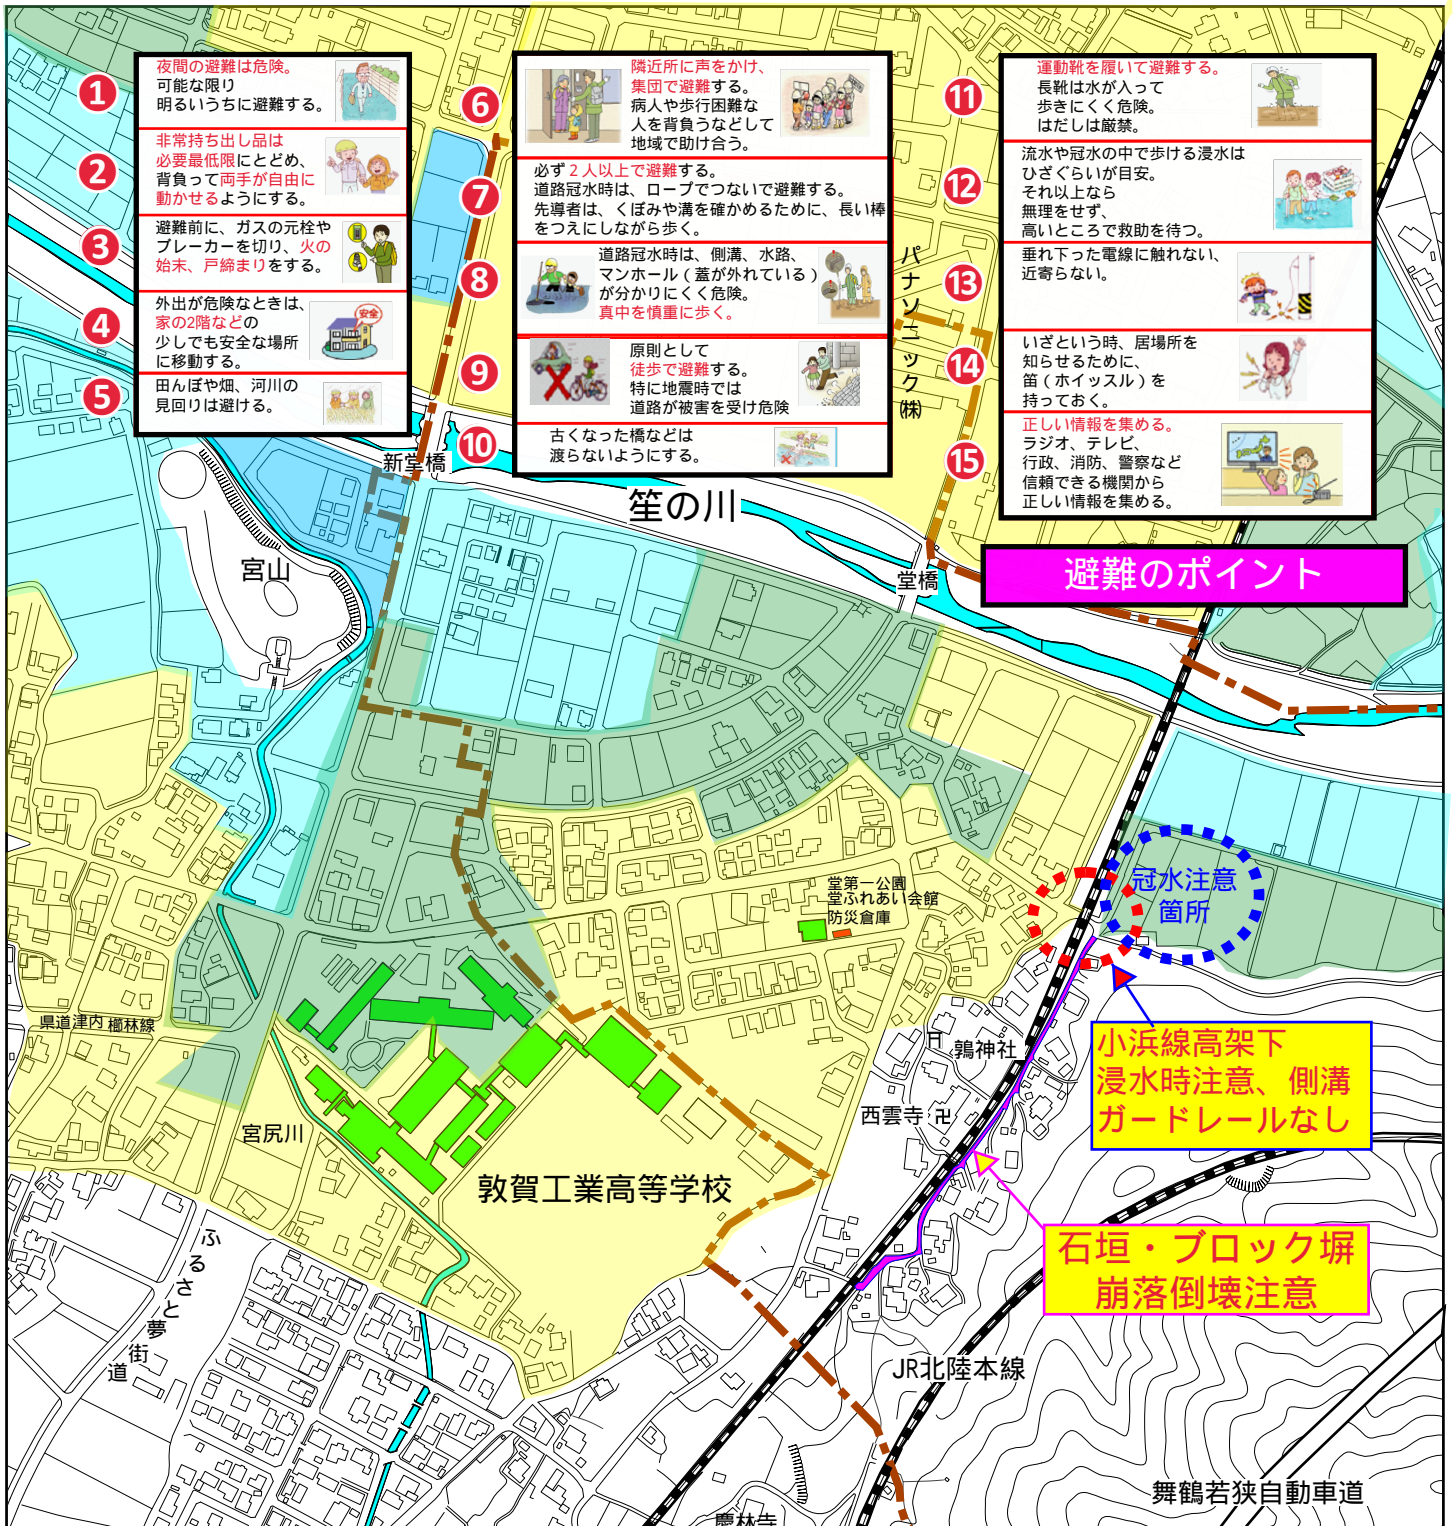 1
夜間の避難は危険。
可能な限り
明るいうちに避難する。
2
非常持ち出し品は
必要最低限にとどめ、
背負って両手が自由に
動かせるようにする。
3
避難前に、ガスの元栓や
ブレーカーを切り、火の
始末、戸締まりをする。
4
外出が危険なときは、
家の2階などの
少しでも安全な場所
に移動する。
安全
5
田んぼや畑、河川の
見回りは避ける。
6
隣近所に声をかけ、
集団で避難する。
病人や歩行困難な
人を背負うなどして
地域で助け合う。
7
必ず2人以上で避難する。
道路冠水時は、ロープでつないで避難する。
先導者は、くぼみや溝を確かめるために、長い棒
をつえにしながら歩く。
8
道路冠水時は、側溝、水路、
マンホール(蓋が外れている)
が分かりにくく危険。
真中を慎重に歩く。
9
原則として
徒歩で避難する。
特に地震時では
道路が被害を受け危険
10
古くなった橋などは
渡らないようにする。
11
運動靴を履いて避難する。
長靴は水が入って
歩きにくく危険。
はだしは厳禁。
12
流水や冠水の中で歩ける浸水は
ひざぐらいが目安。
それ以上なら
無理をせず、
高いところで救助を待つ。
13
垂れ下った電線に触れない、
近寄らない。
14
いざという時、居場所を
知らせるために、
笛(ホイッスル)を
持っておく。
15
正しい情報を集める。
ラジオ、テレビ、
行政、消防、警察など
信頼できる機関から
正しい情報を集める。
避難のポイント
パナソニック㈱
新堂橋
笙の川
宮山
堂橋
堂第一公園
堂ふれあい会館
防災倉庫
冠水注意
箇所
県道津内櫛林線
鶉神社
小浜線高架下
浸水時注意、側溝
ガードレールなし
西雲寺 卍
宮尻川
敦賀工業高等学校
石垣・ブロック塀
崩落倒壊注意
ふるさと夢街道
JR北陸本線
舞鶴若狭自動車道
慶林寺